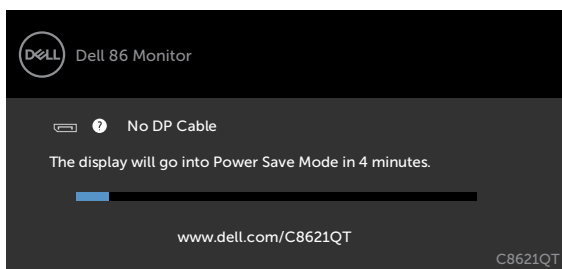 DELL
Dell 86 Monitor
? No DP Cable
The display will go into Power Save Mode in 4 minutes.
www.dell.com/C8621QT
C8621QT